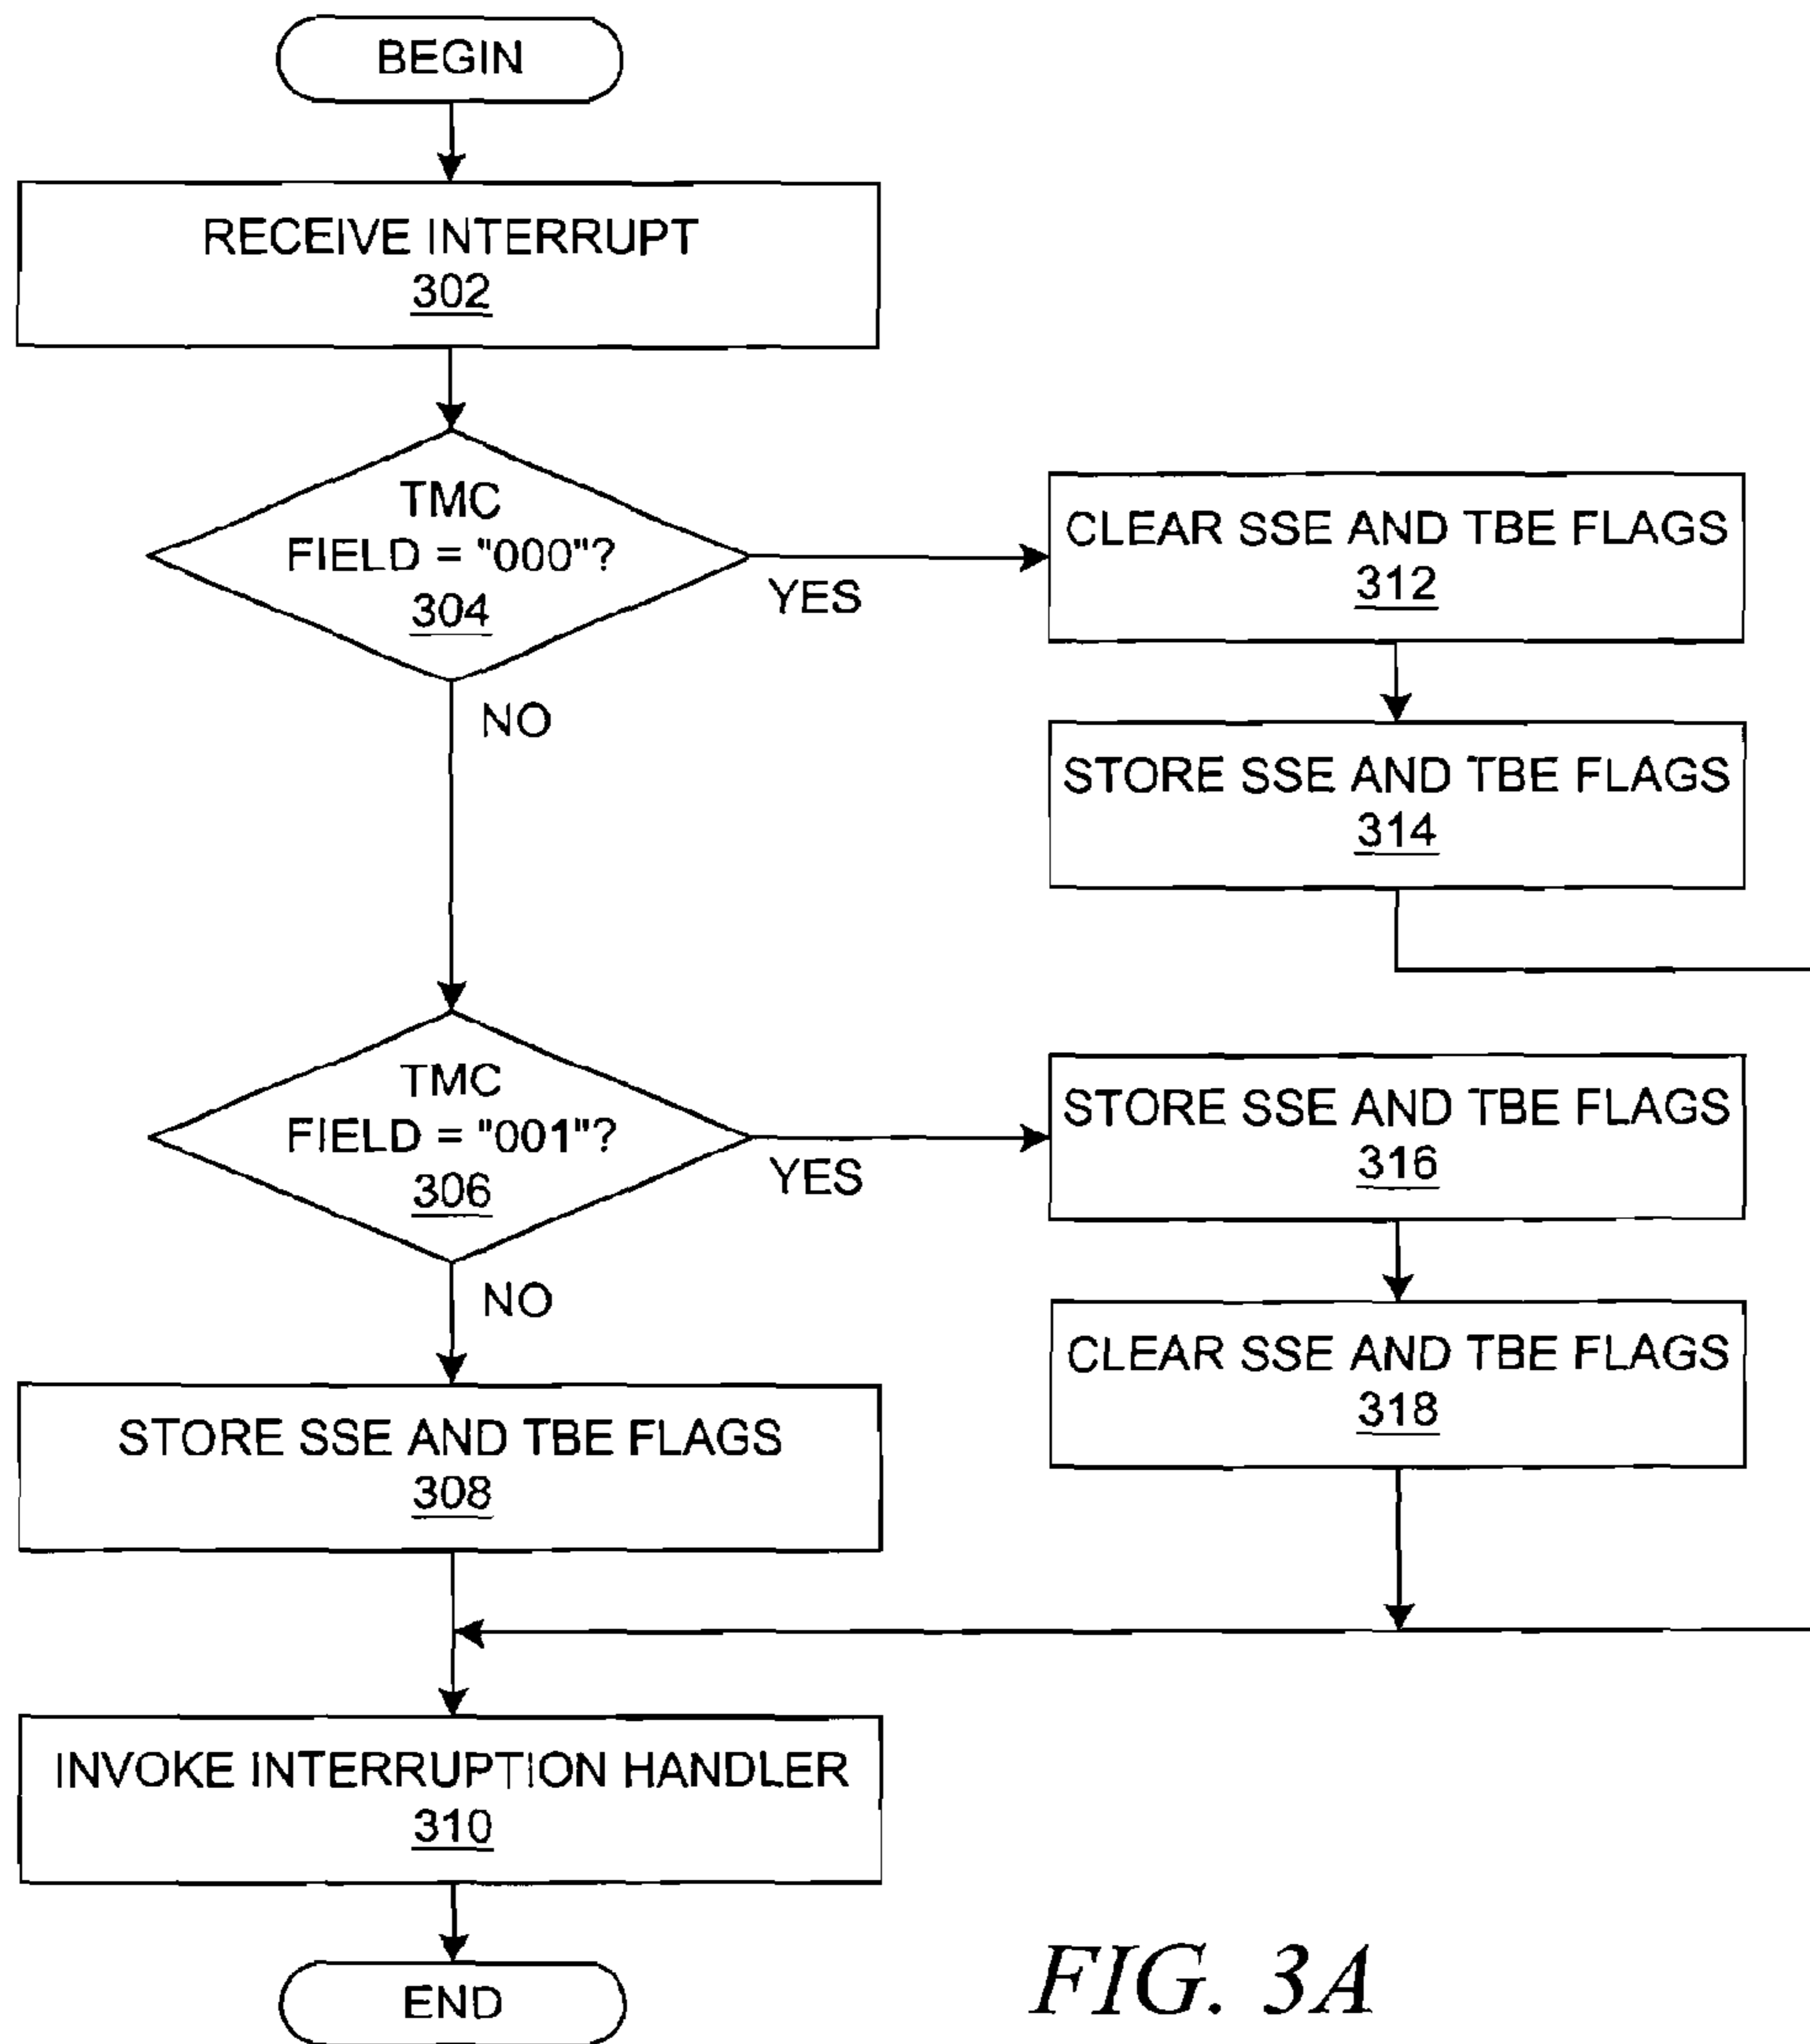 BEGIN
RECEIVE INTERRUPT
302
TMC
FIELD = "000"?
304
YES
CLEAR SSE AND TBE FLAGS
312
NO
STORE SSE AND TBE FLAGS
314
TMC
FIELD = "001"?
306
YES
STORE SSE AND TBE FLAGS
316
NO
CLEAR SSE AND TBE FLAGS
318
STORE SSE AND TBE FLAGS
308
INVOKE INTERRUPTION HANDLER
310
END
FIG. 3A